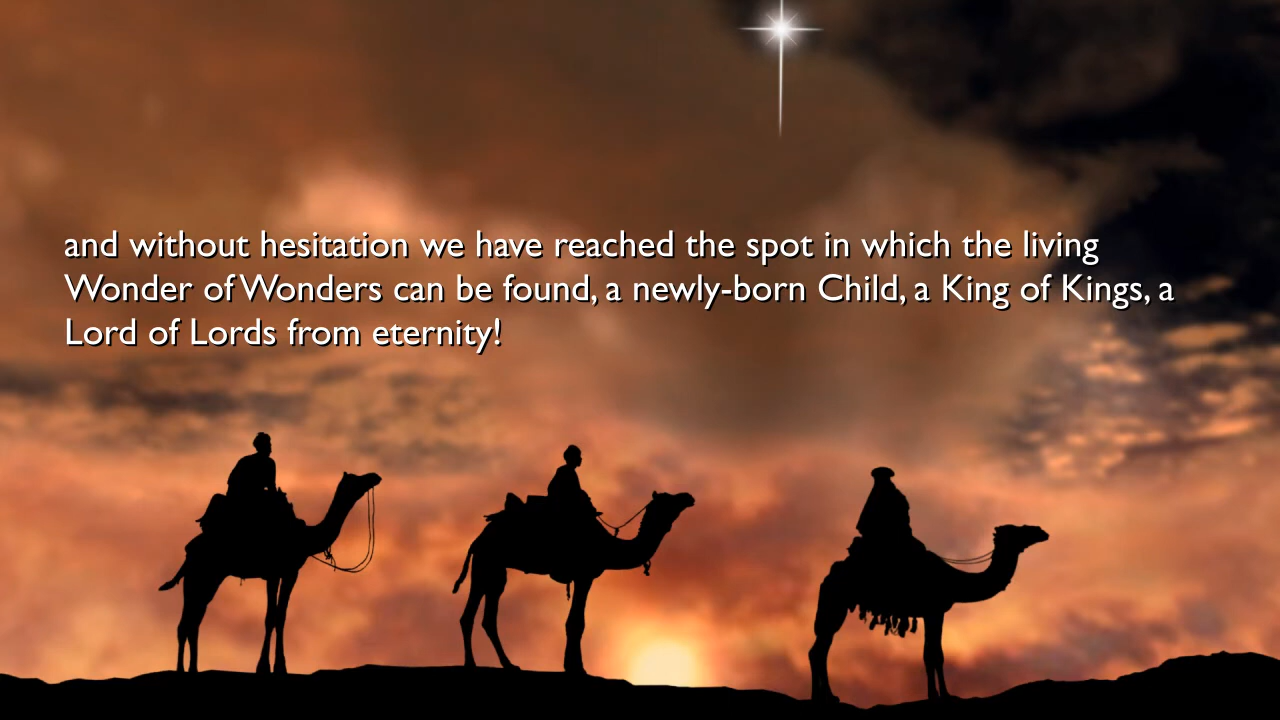 and without hesitation we have reached the spot in which the living
Wonder of Wonders can be found, a newly-born Child, a King of Kings, a
Lord of Lords from eternity!